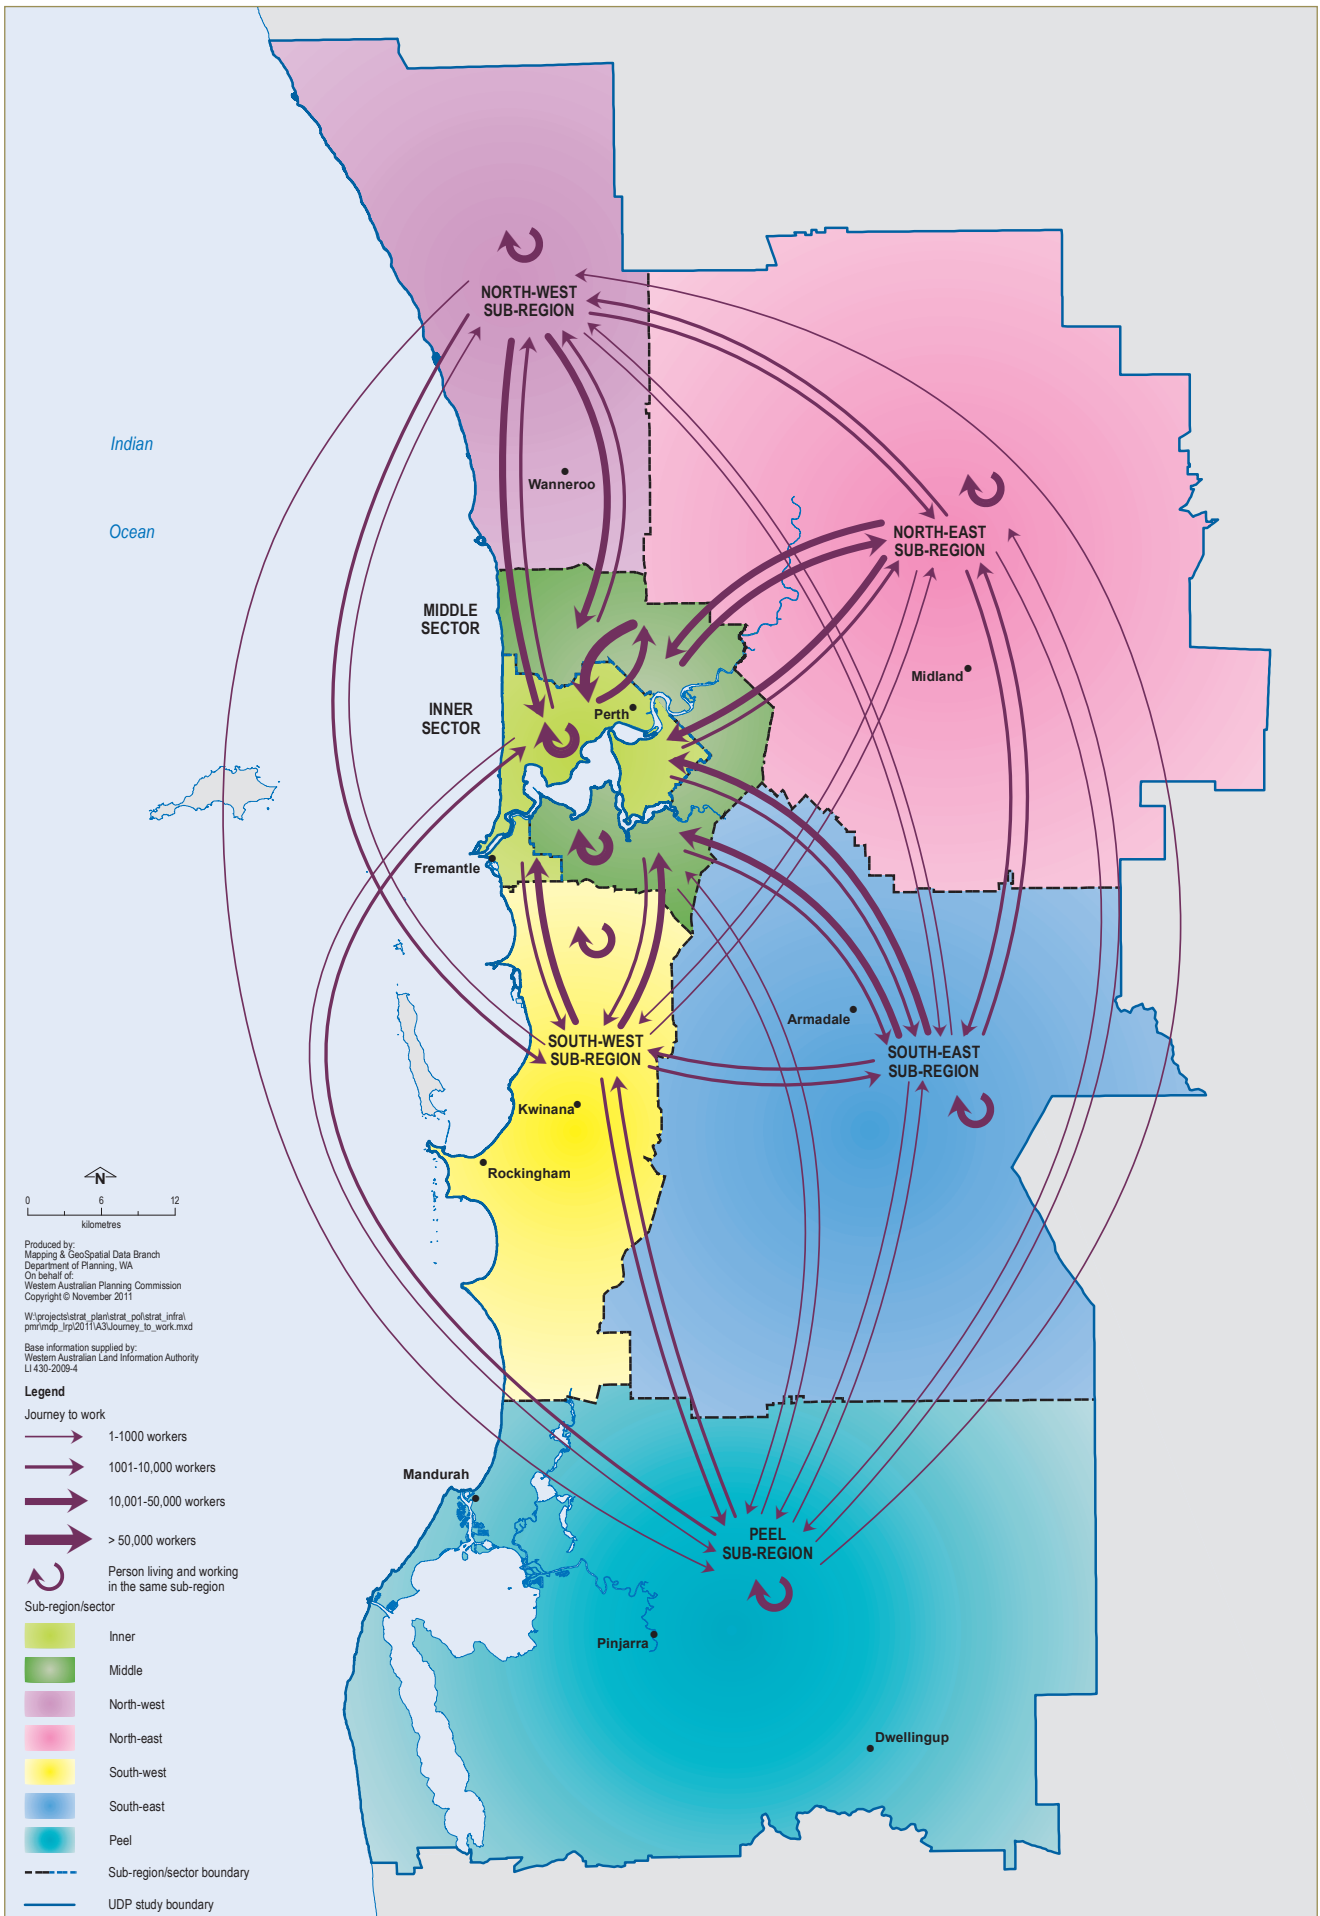 NORTH-WEST
SUB-REGION
Indian
Ocean
Wanneroo
NORTH-EAST
SUB-REGION
MIDDLE
SECTOR
Midland
INNER
SECTOR
Perth
Fremantle
Armadale
SOUTH-WEST
SUB-REGION
SOUTH-EAST
SUB-REGION
Kwinana
Rockingham
N
0 6 12
kilometres
Produced by:
Mapping & GeoSpatial Data Branch
Department of Planning, WA
On behalf of:
Western Australian Planning Commission
Copyright © November 2011
W:\projects\strat_plan\strat_pol\strat_infra\
pmr\mdp_lrp\2011\A3\Journey_to_work.mxd
Base information supplied by:
Western Australian Land Information Authority
LI 430-2009-4
Legend
Journey to work
1-1000 workers
1001-10,000 workers
10,001-50,000 workers
> 50,000 workers
Person living and working
in the same sub-region
Sub-region/sector
Inner
Middle
North-west
North-east
South-west
South-east
Peel
Sub-region/sector boundary
UDP study boundary
Mandurah
PEEL
SUB-REGION
Pinjarra
Dwellingup